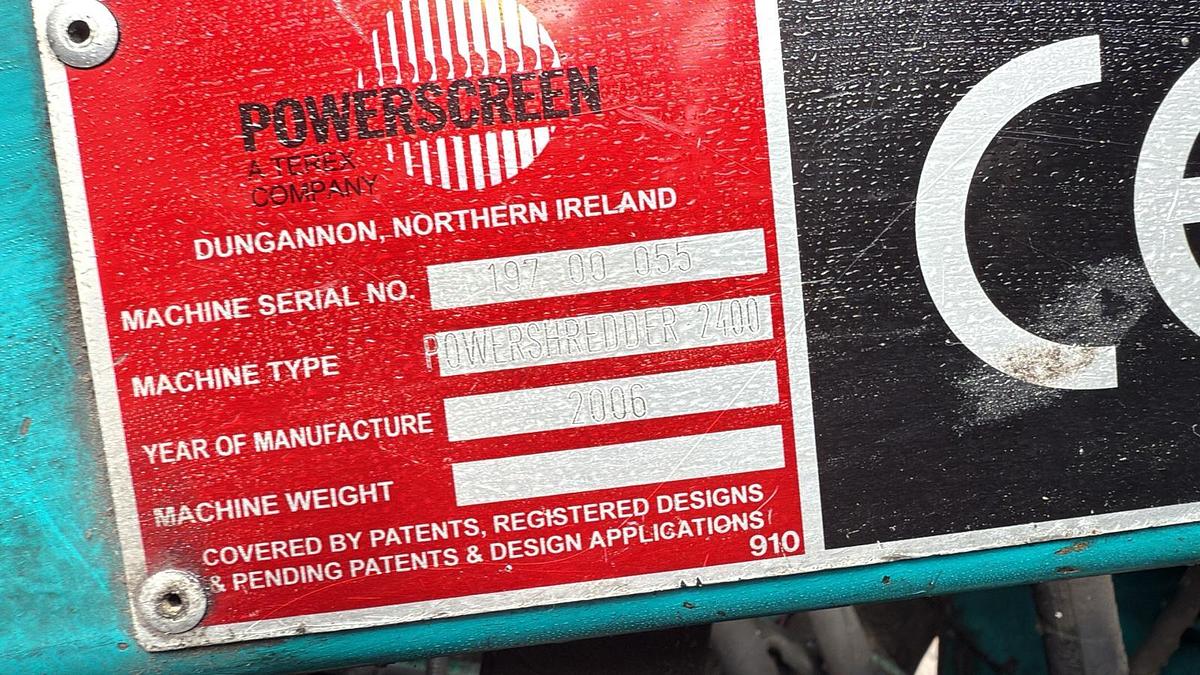 POWERSCREEN
A TEREX
COMPANY
DUNGANNON, NORTHERN IRELAND
MACHINE SERIAL NO. 197 00 055
MACHINE TYPE POWERSHREDDER 2400
YEAR OF MANUFACTURE 2006
MACHINE WEIGHT
COVERED BY PATENTS, REGISTERED DESIGNS
& PENDING PATENTS & DESIGN APPLICATIONS
910
CE